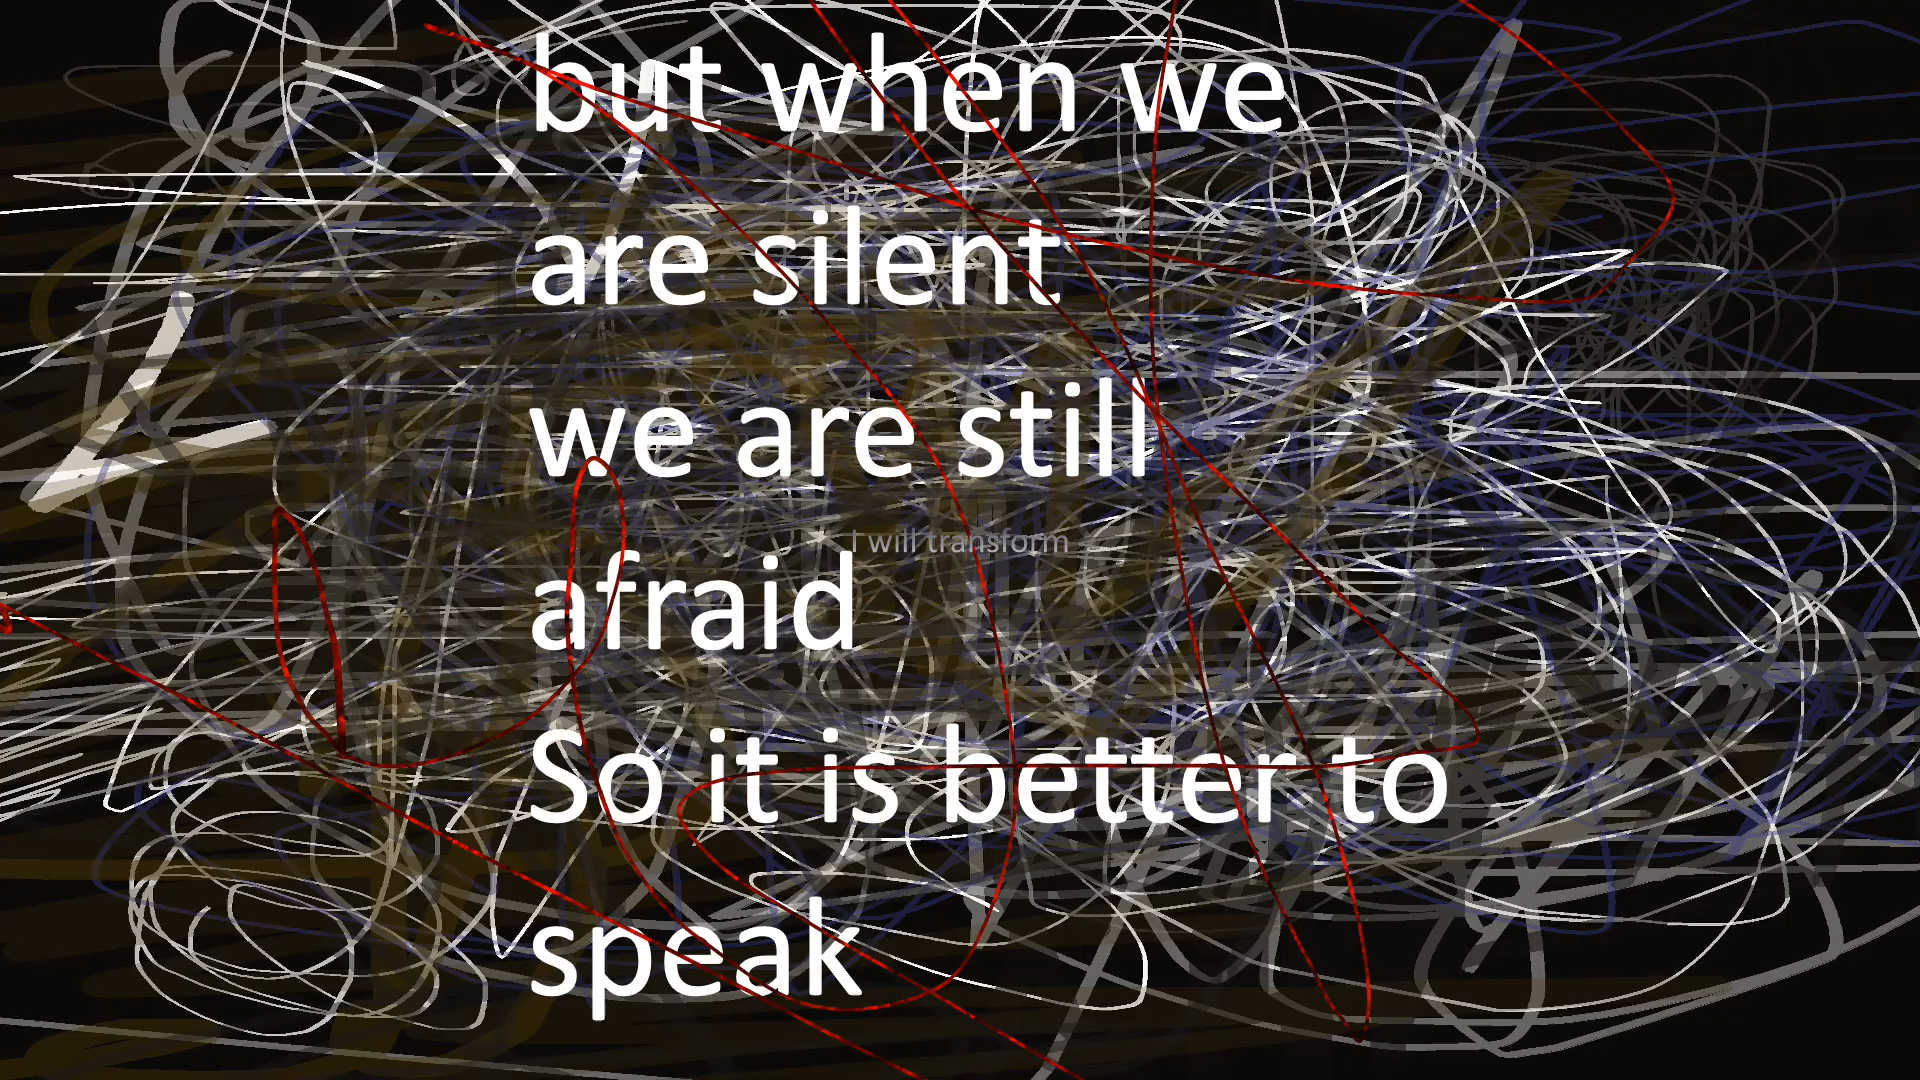 but when we
are silent
we are still
I will transform
afraid
So it is better to
speak